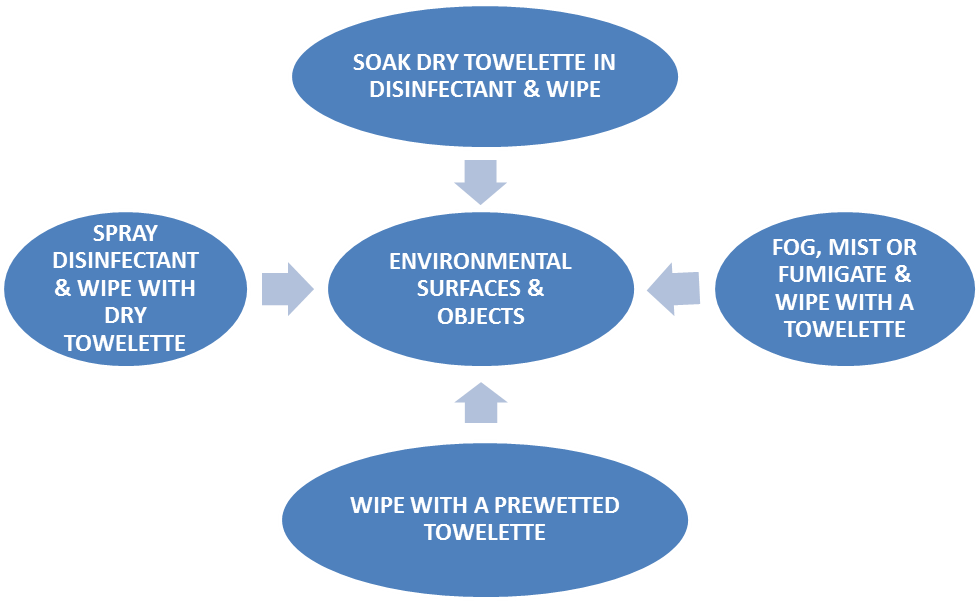 SOAK DRY TOWELETTE IN
DISINFECTANT & WIPE
SPRAY
DISINFECTANT
& WIPE WITH
DRY
TOWELETTE
ENVIRONMENTAL
SURFACES &
OBJECTS
FOG, MIST OR
FUMIGATE &
WIPE WITH A
TOWELETTE
WIPE WITH A PREWETTED
TOWELETTE